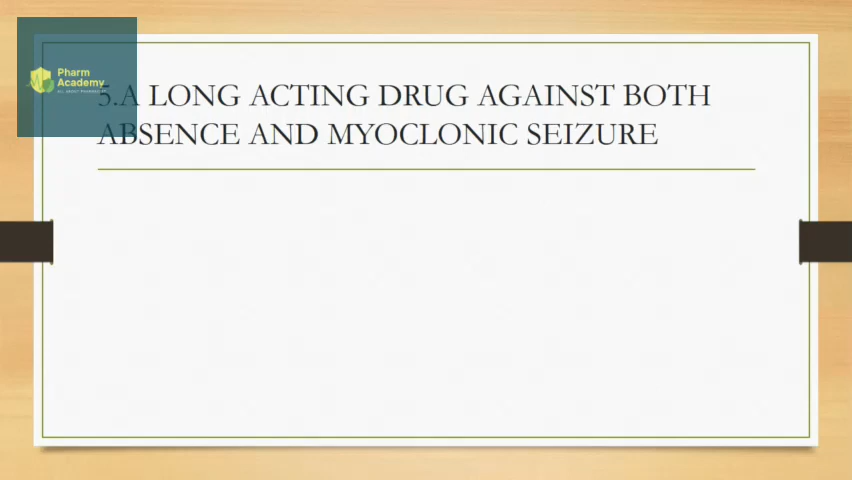 Pharm
Academy
5.A LONG ACTING DRUG AGAINST BOTH
ABSENCE AND MYOCLONIC SEIZURE